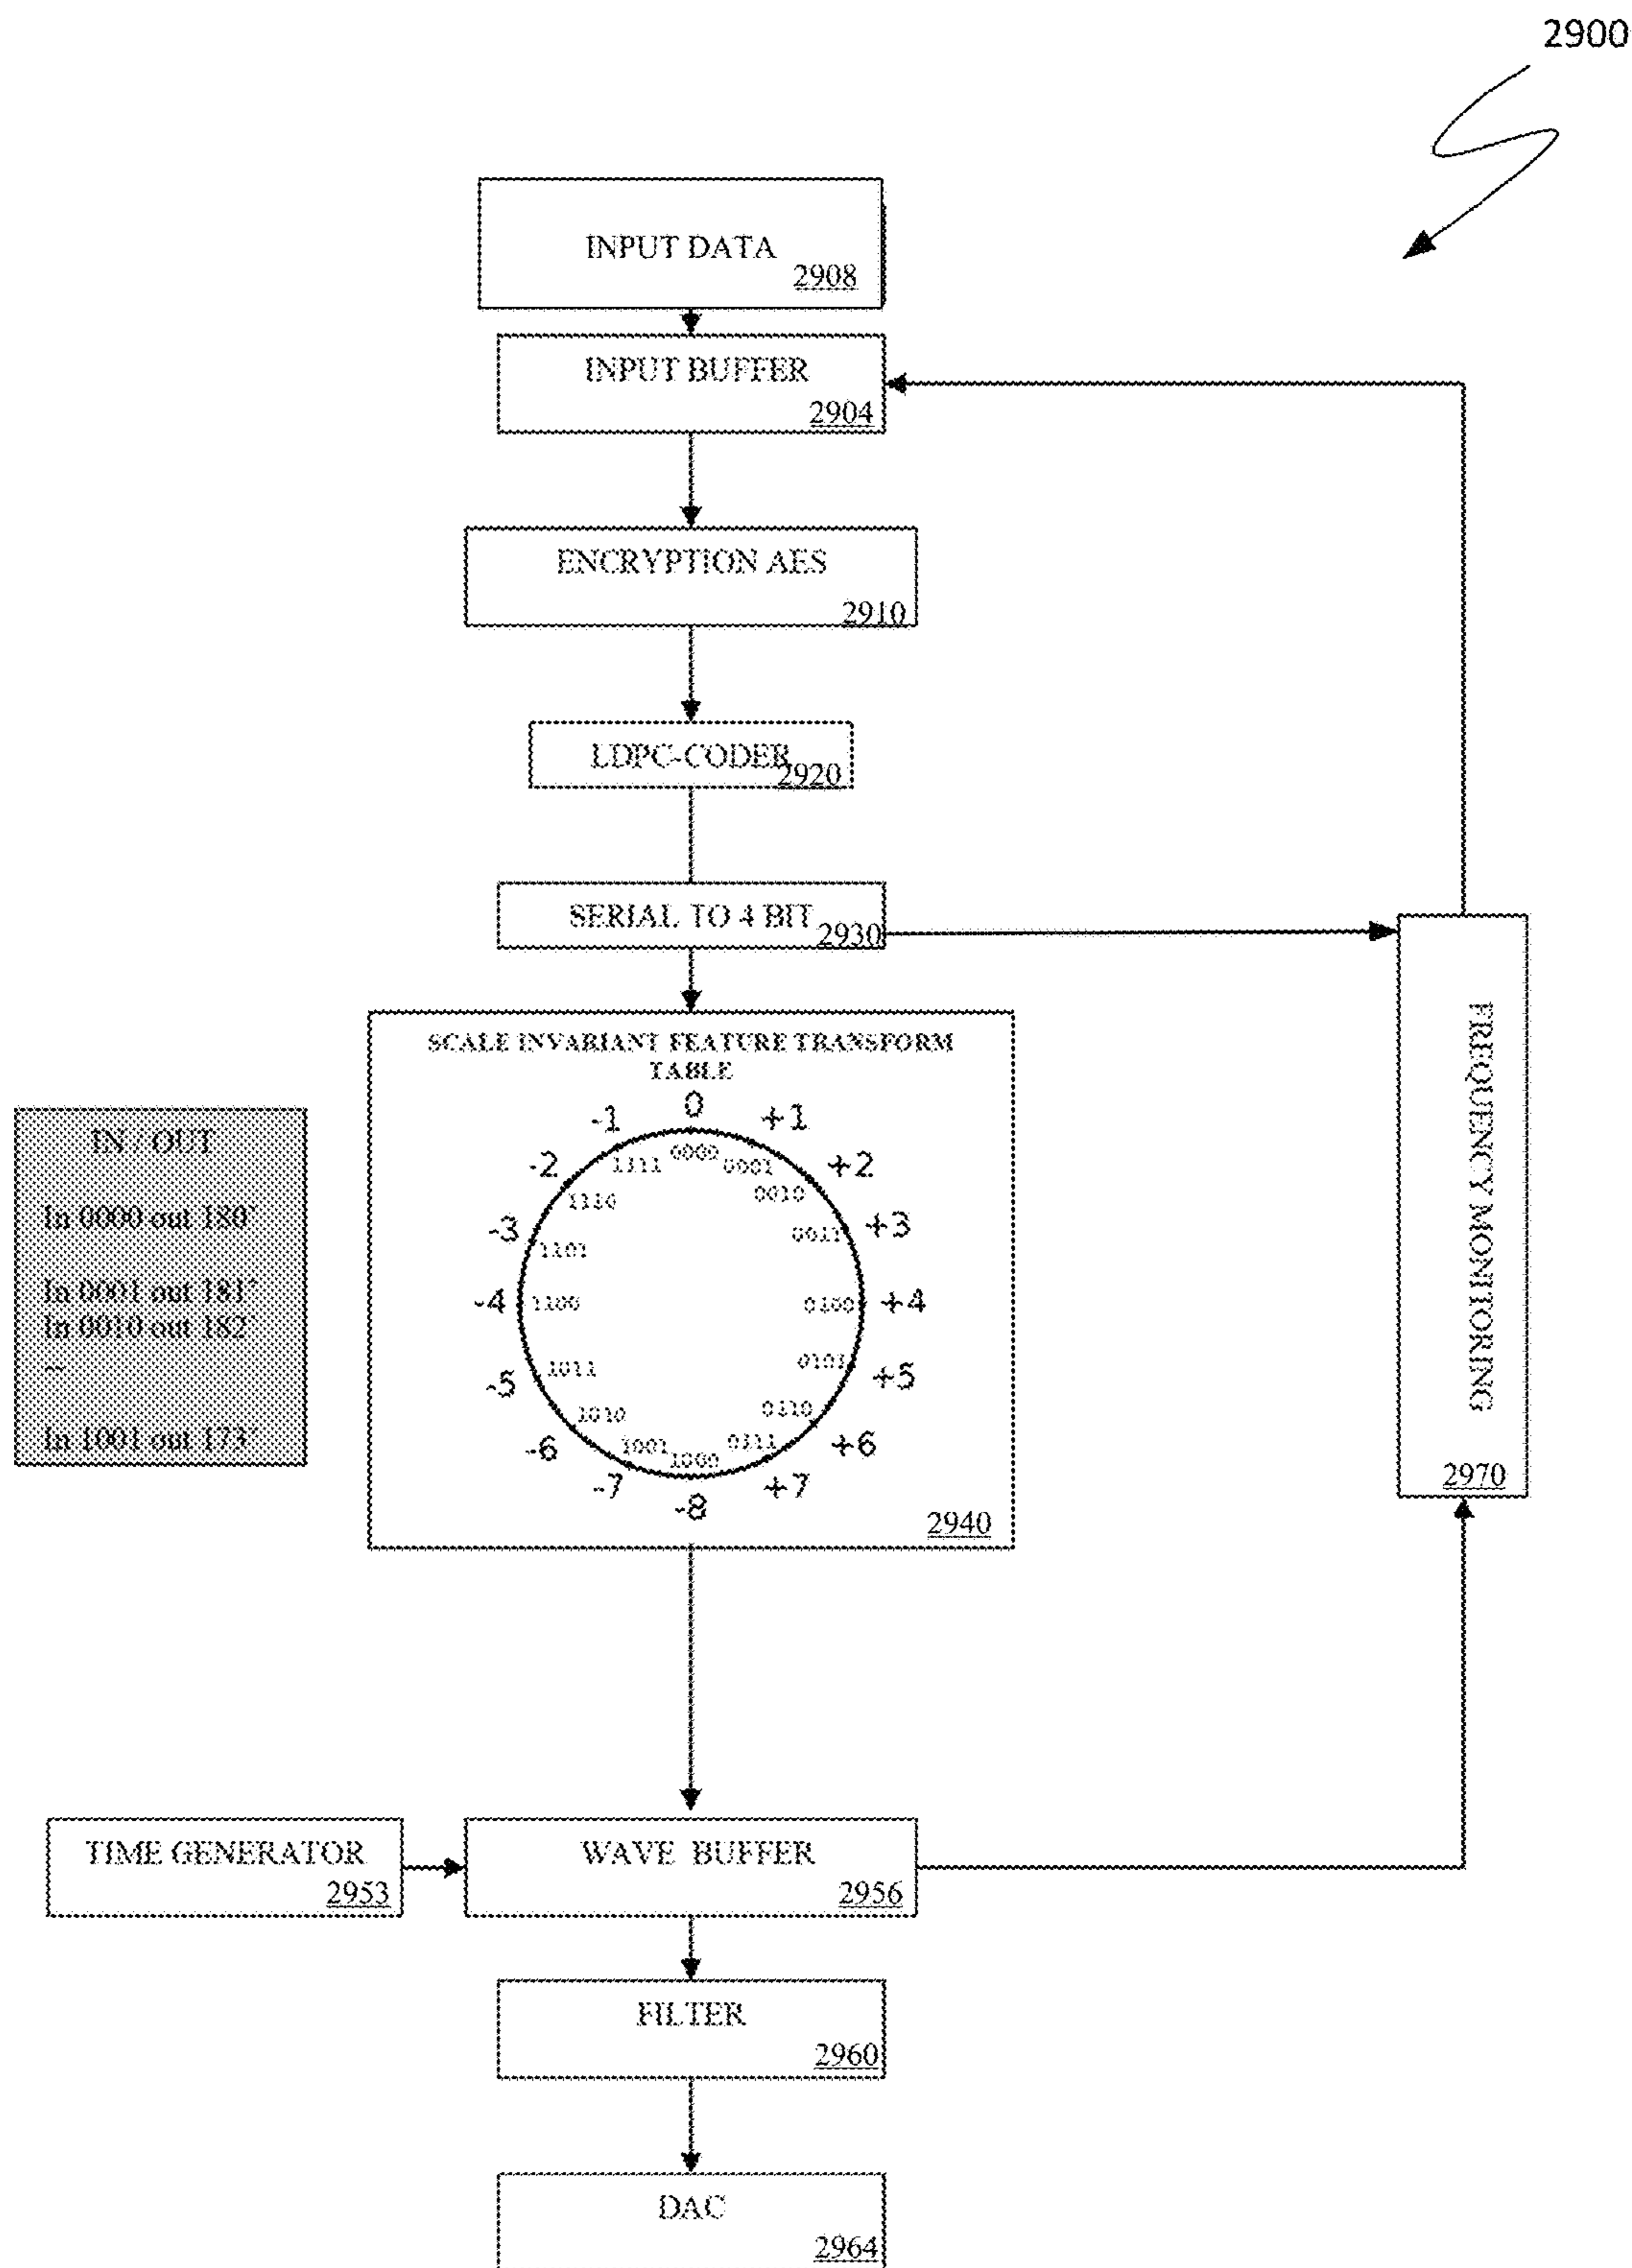 2900
INPUT DATA
2908
INPUT BUFFER
2904
ENCRYPTION AES
2910
LDPC-CODER
2920
SERIAL TO 4 BIT
2930
SCALE INVARIANT FEATURE TRANSFORM
TABLE
0
+1
+2
+3
+4
+5
+6
+7
-8
-7
-6
-5
-4
-3
-2
-1
0000
0001
0010
0011
0100
0101
0110
0111
1000
1001
1010
1011
1100
1101
1110
1111
2940
IN / OUT
In 0000 out 180°
In 0001 out 181°
In 0010 out 182°
~
In 1001 out 173°
FREQUENCY MONITORING
2970
TIME GENERATOR
2953
WAVE BUFFER
2956
FILTER
2960
DAC
2964